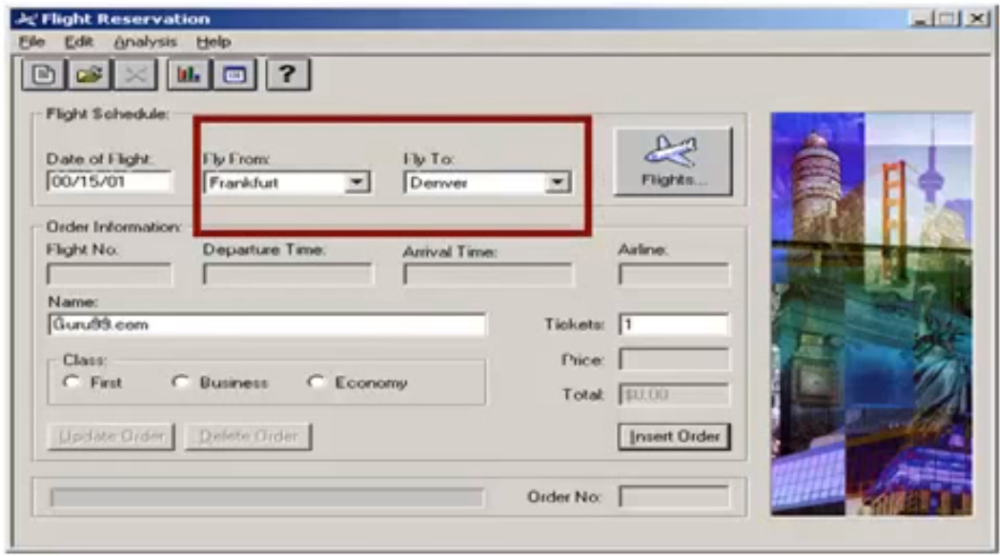 Flight Reservation
File Edit Analysis Help
?
Flight Schedule:
Date of Flight: Fly From: Fly To:
00/15/01 Frankfurt Denver Flights...
Order Information:
Flight No: Departure Time: Arrival Time: Airline:
Name:
Guru99.com Tickets: 1
Class: Price:
First Business Economy Total: $0.00
Update Order Delete Order Insert Order
Order No: